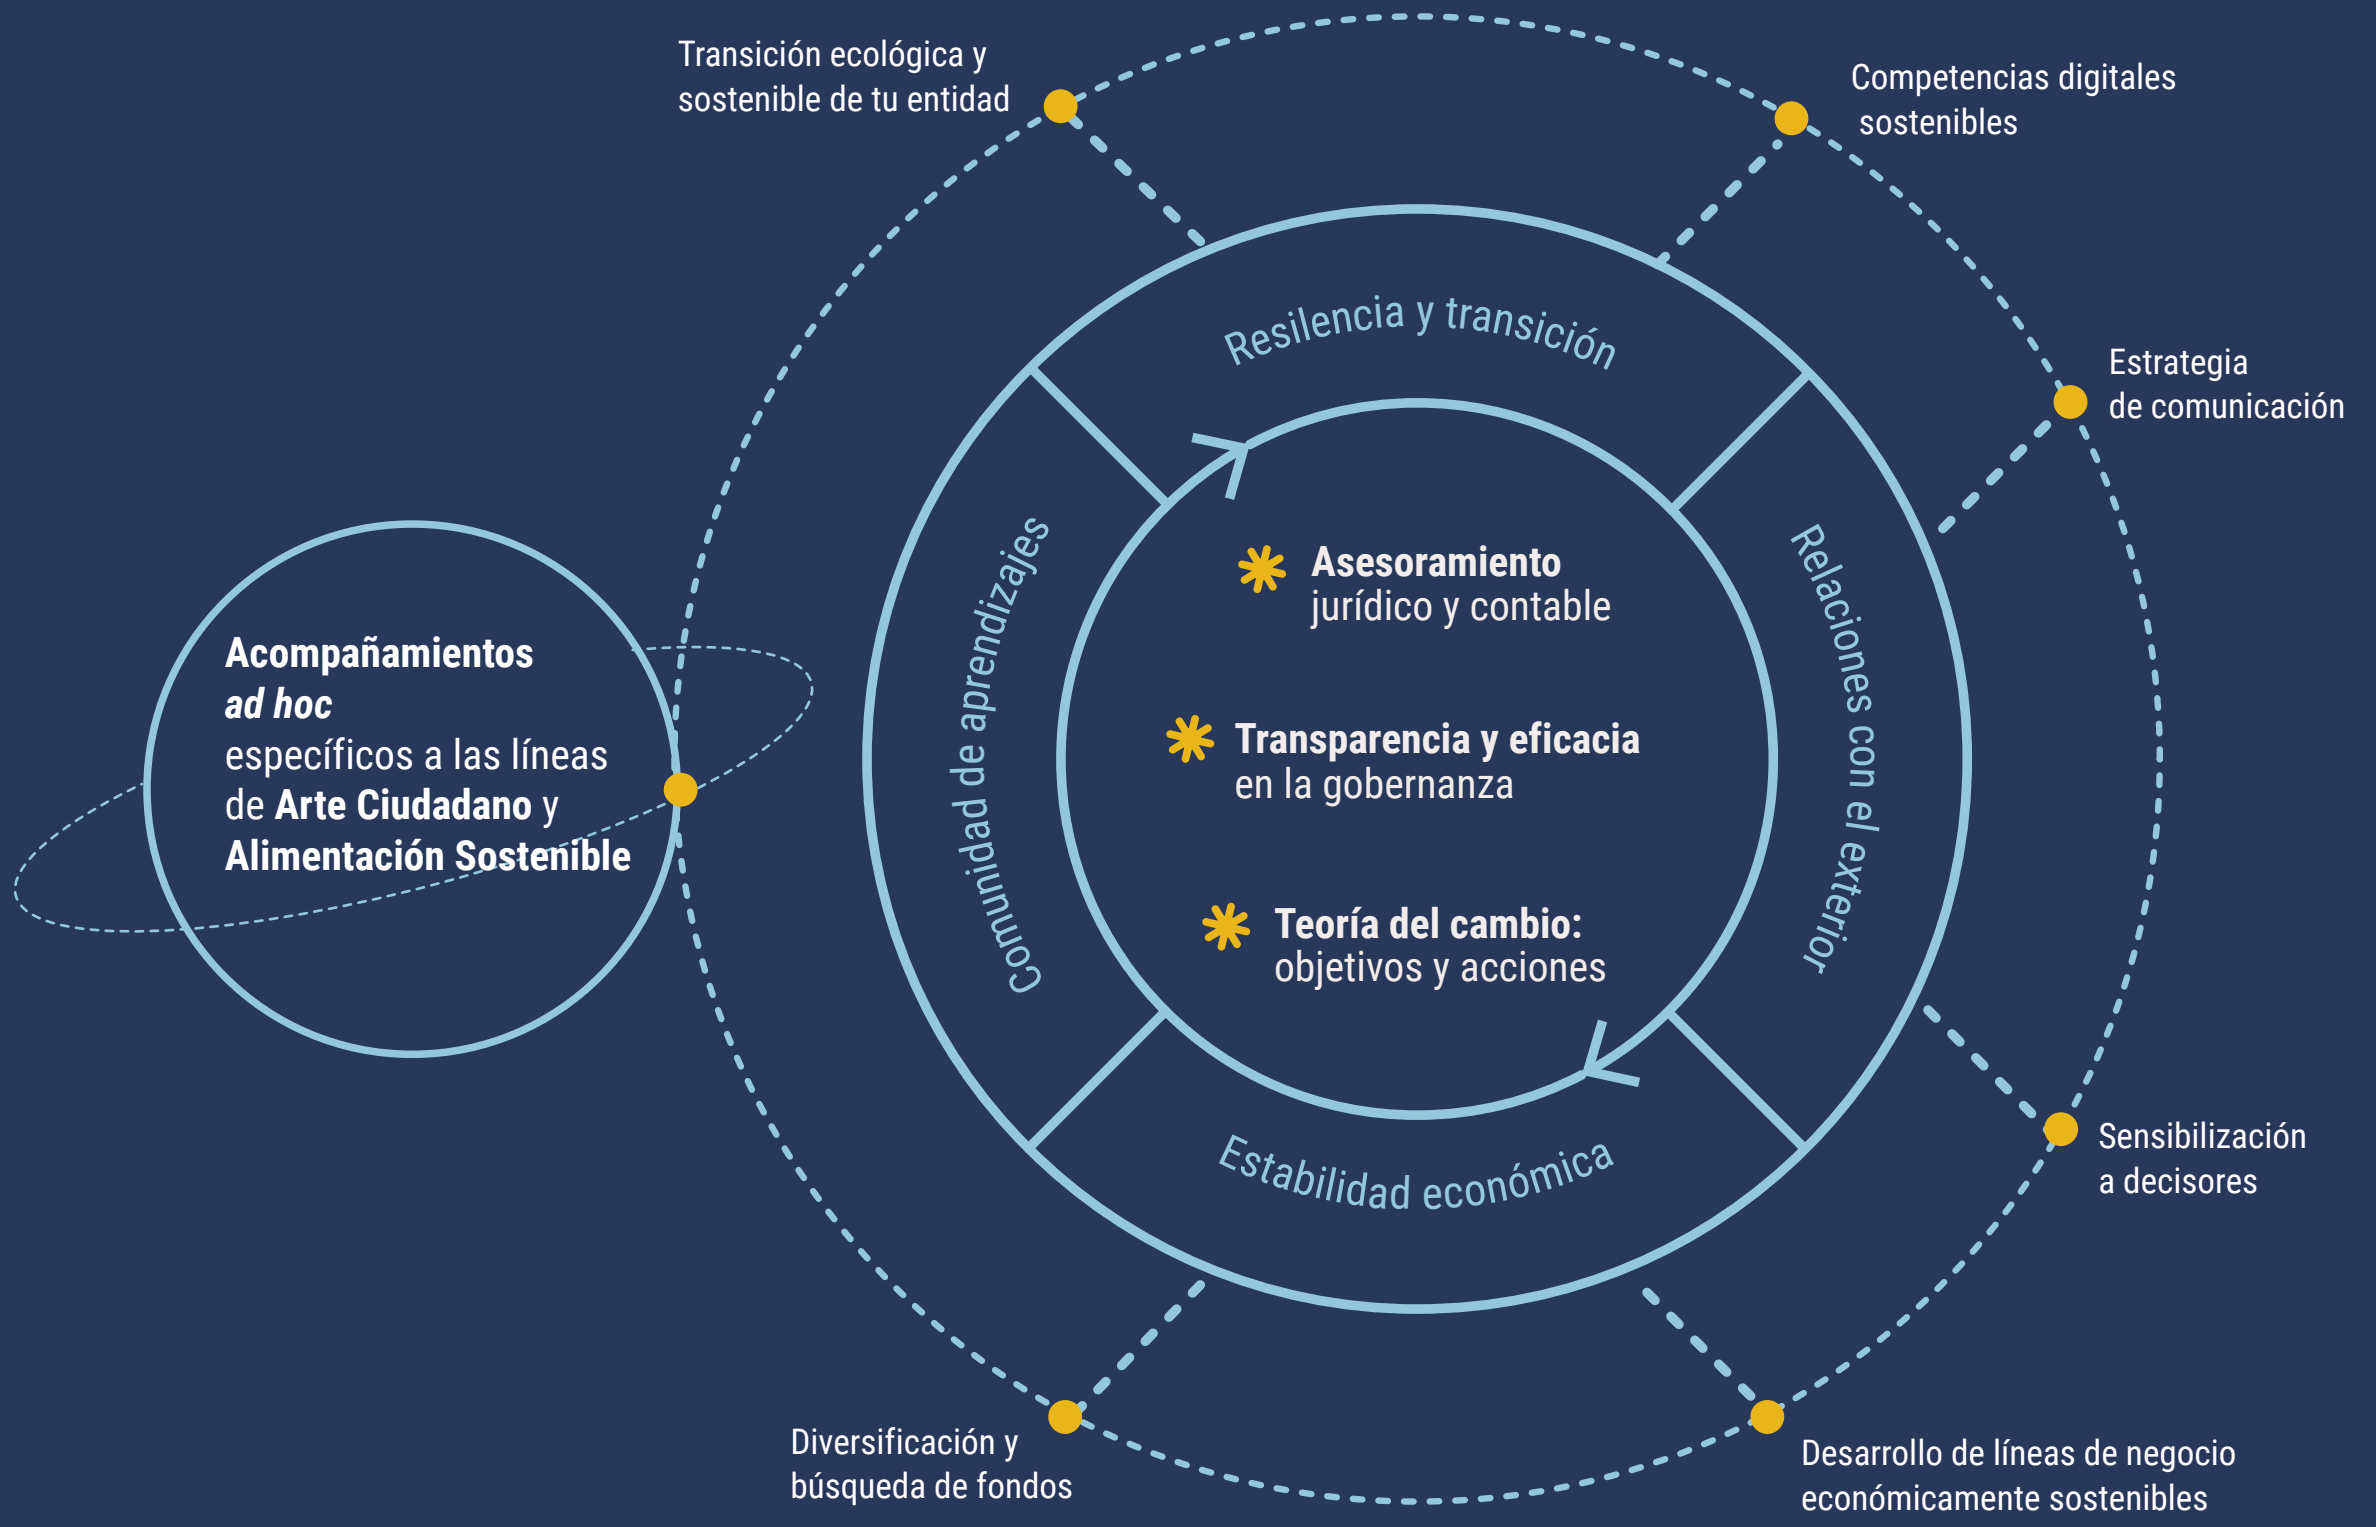 Transición ecológica y
sostenible de tu entidad
Competencias digitales
sostenibles
Estrategia
de comunicación
Resilencia y transición
Comunidad de aprendizajes
Relaciones con el exterior
Estabilidad económica
Asesoramiento
jurídico y contable
Transparencia y eficacia
en la gobernanza
Teoría del cambio:
objetivos y acciones
Acompañamientos
ad hoc
específicos a las líneas
de Arte Ciudadano y
Alimentación Sostenible
Sensibilización
a decisores
Diversificación y
búsqueda de fondos
Desarrollo de líneas de negocio
económicamente sostenibles